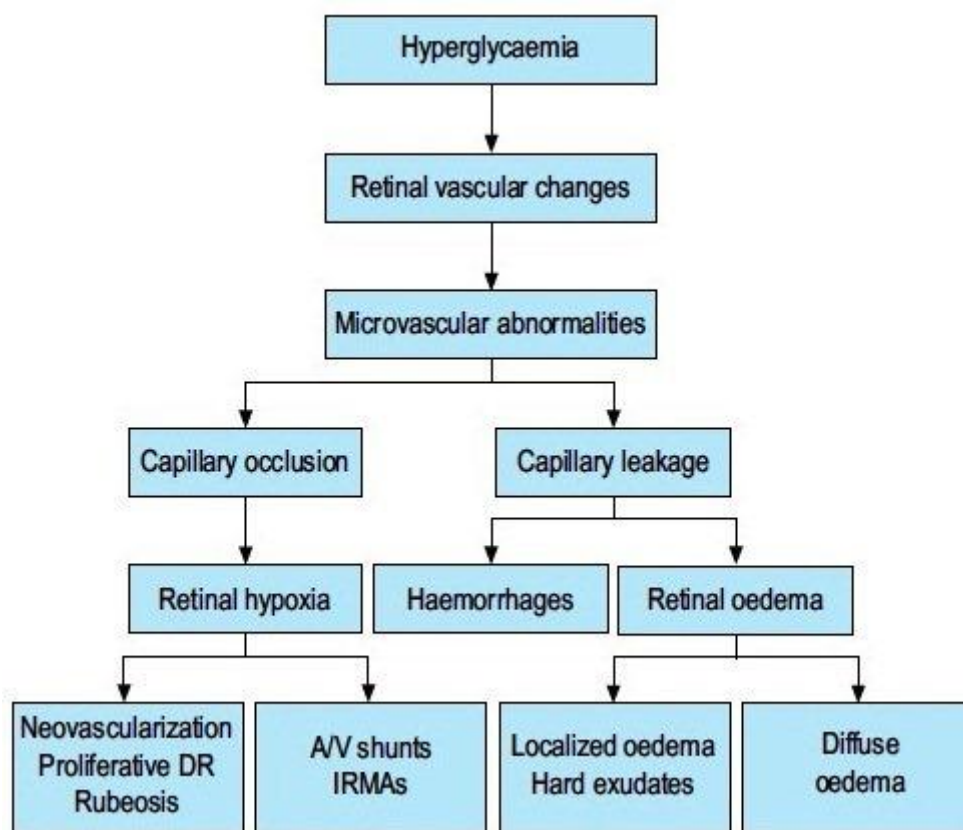 Hyperglycaemia
Retinal vascular changes
Microvascular abnormalities
Capillary occlusion
Capillary leakage
Retinal hypoxia
Haemorrhages
Retinal oedema
Neovascularization
Proliferative DR
Rubeosis
A/V shunts
IRMAs
Localized oedema
Hard exudates
Diffuse
oedema